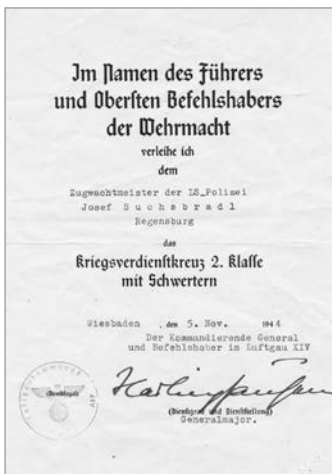 Im Namen des Führers
und Obersten Befehlshabers
der Wehrmacht
verleihe ich
dem
Zugwachtmeister der LS_Polizei
Josef Buchsbradl
Regensburg
das
Kriegsverdienstkreuz 2. Klasse
mit Schwertern
Wiesbaden , den 5. Nov. 1944
Der Kommandierende General
und Befehlshaber im Luftgau XIV
(Dienstsiegel)
XIV
(Dienstgrad und Dienststellung)
Generalmajor.